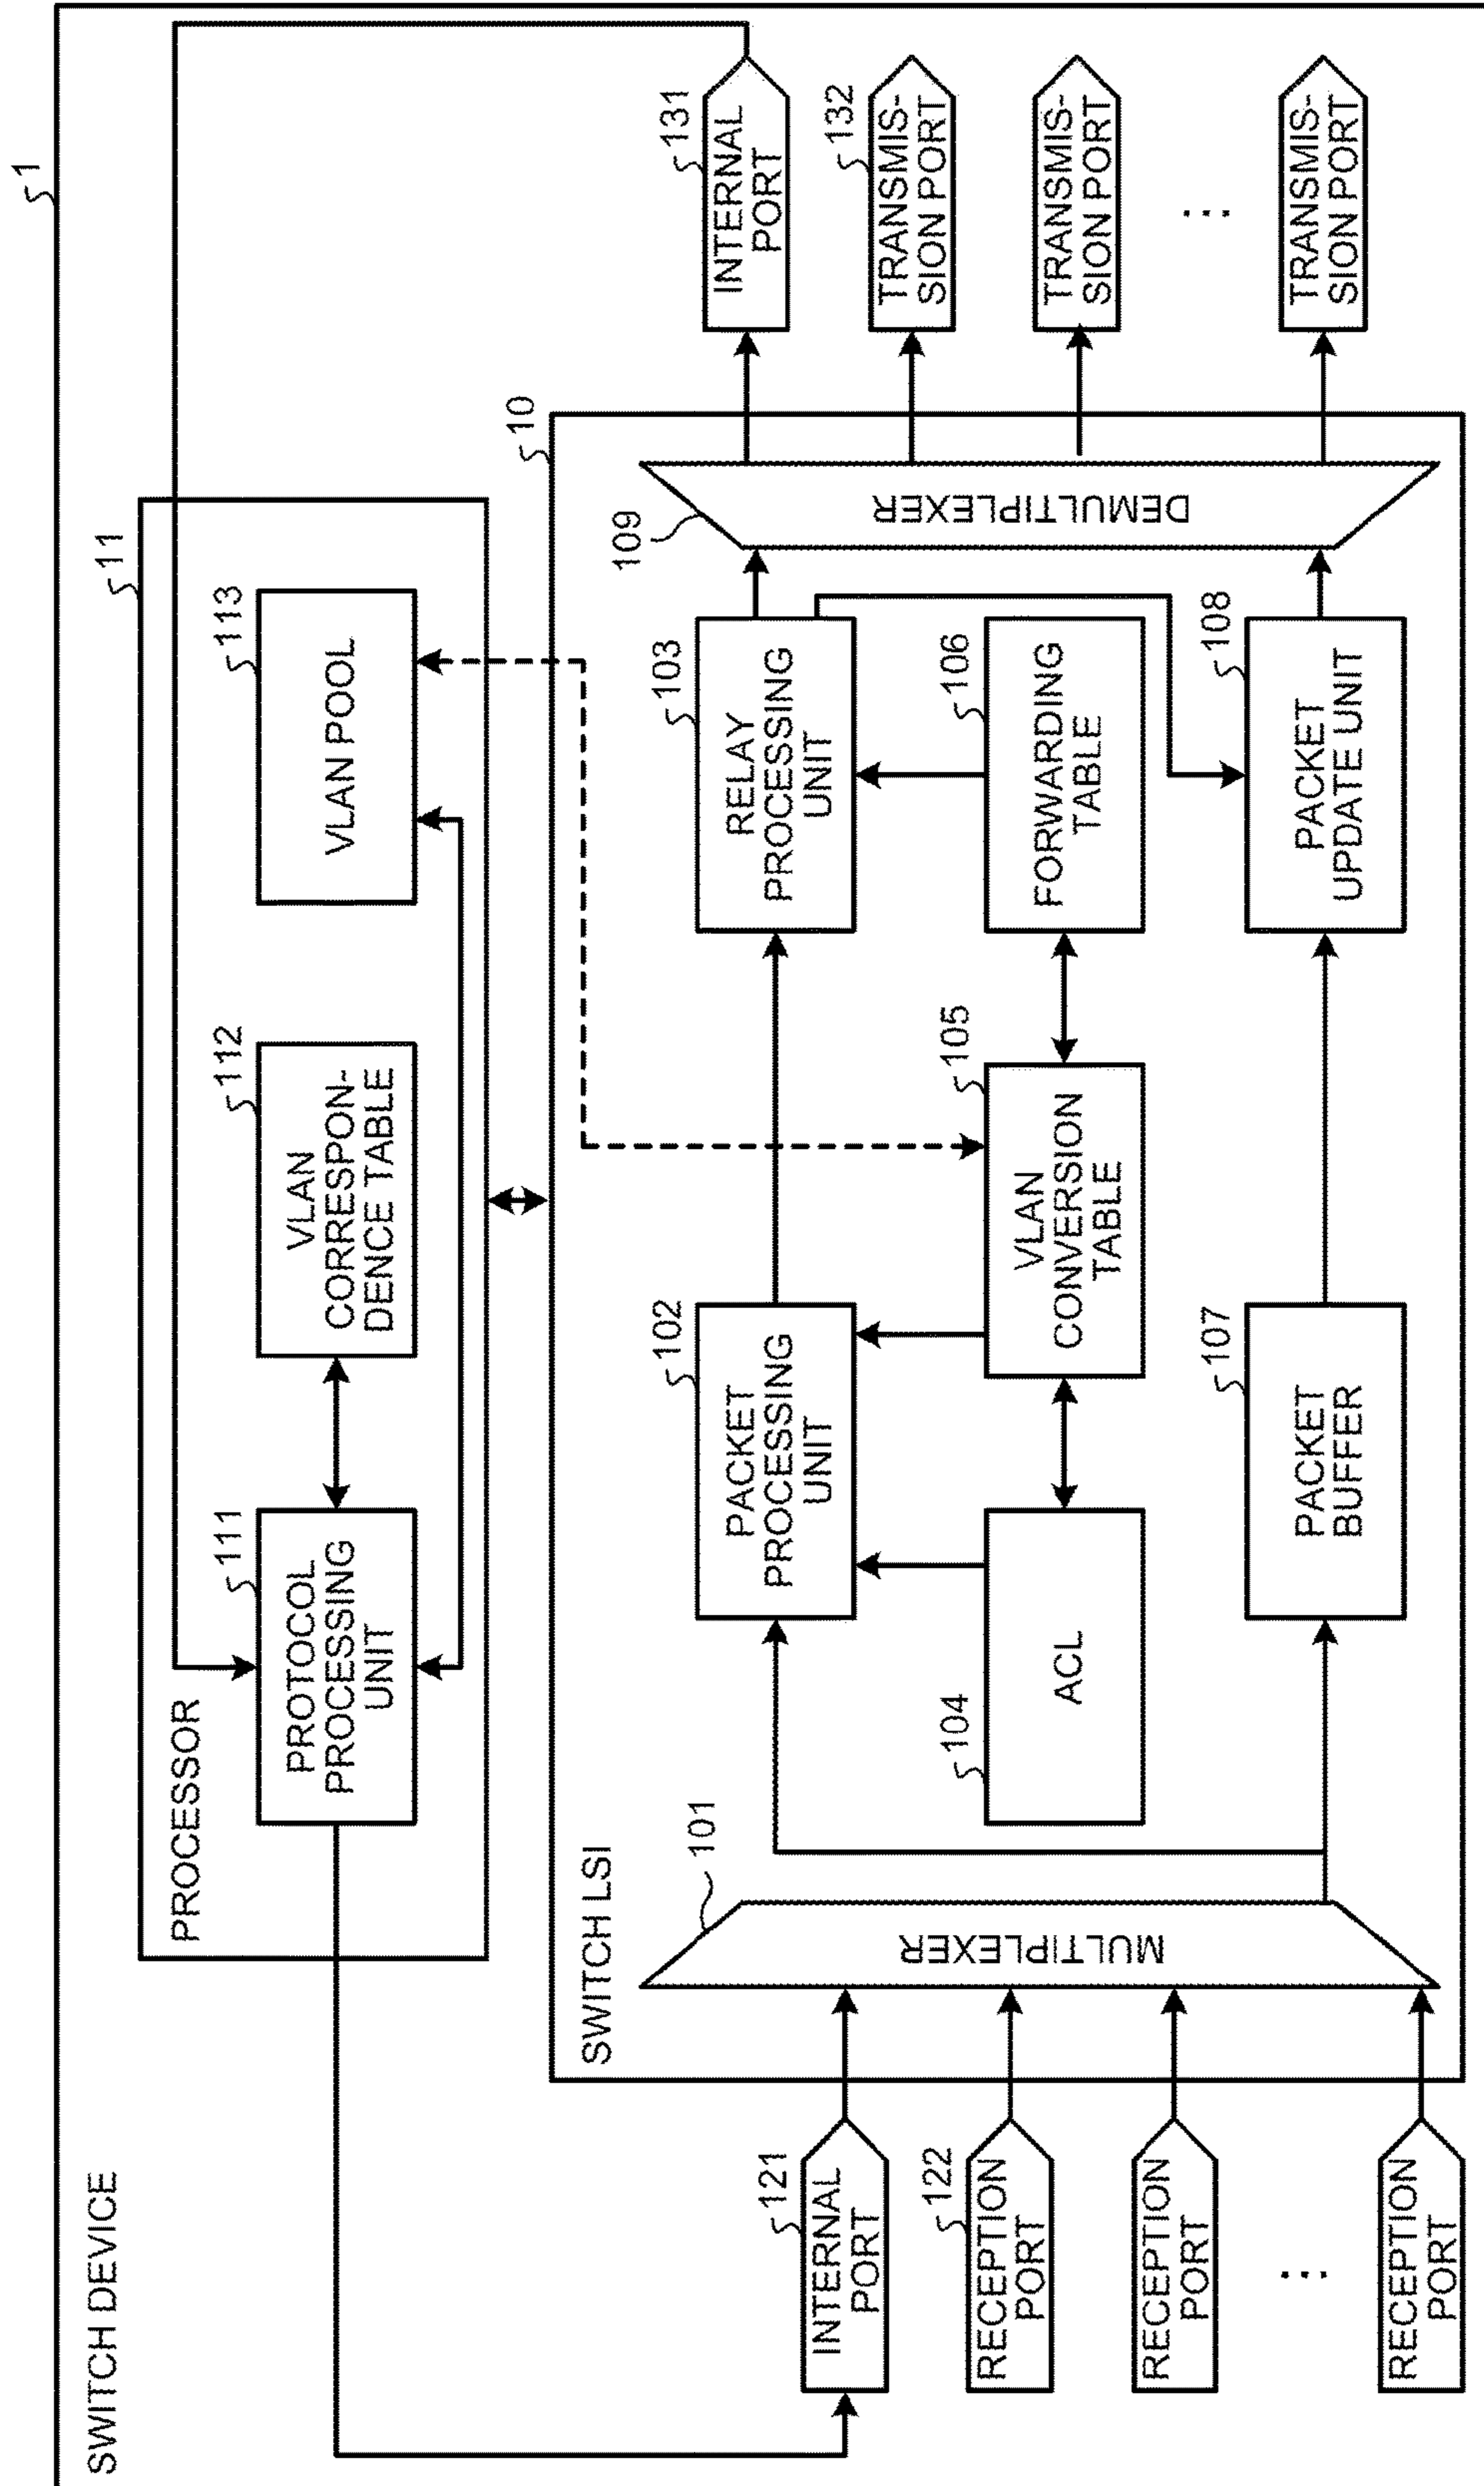 1
SWITCH DEVICE
11
PROCESSOR
111
PROTOCOL
PROCESSING
UNIT
112
VLAN
CORRESPON-
DENCE TABLE
113
VLAN POOL
10
SWITCH LSI
121
INTERNAL
PORT
122
RECEPTION
PORT
RECEPTION
PORT
...
RECEPTION
PORT
101
MULTIPLEXER
102
PACKET
PROCESSING
UNIT
103
RELAY
PROCESSING
UNIT
104
ACL
105
VLAN
CONVERSION
TABLE
106
FORWARDING
TABLE
107
PACKET
BUFFER
108
PACKET
UPDATE UNIT
109
DEMULTIPLEXER
131
INTERNAL
PORT
132
TRANSMIS-
SION PORT
TRANSMIS-
SION PORT
...
TRANSMIS-
SION PORT